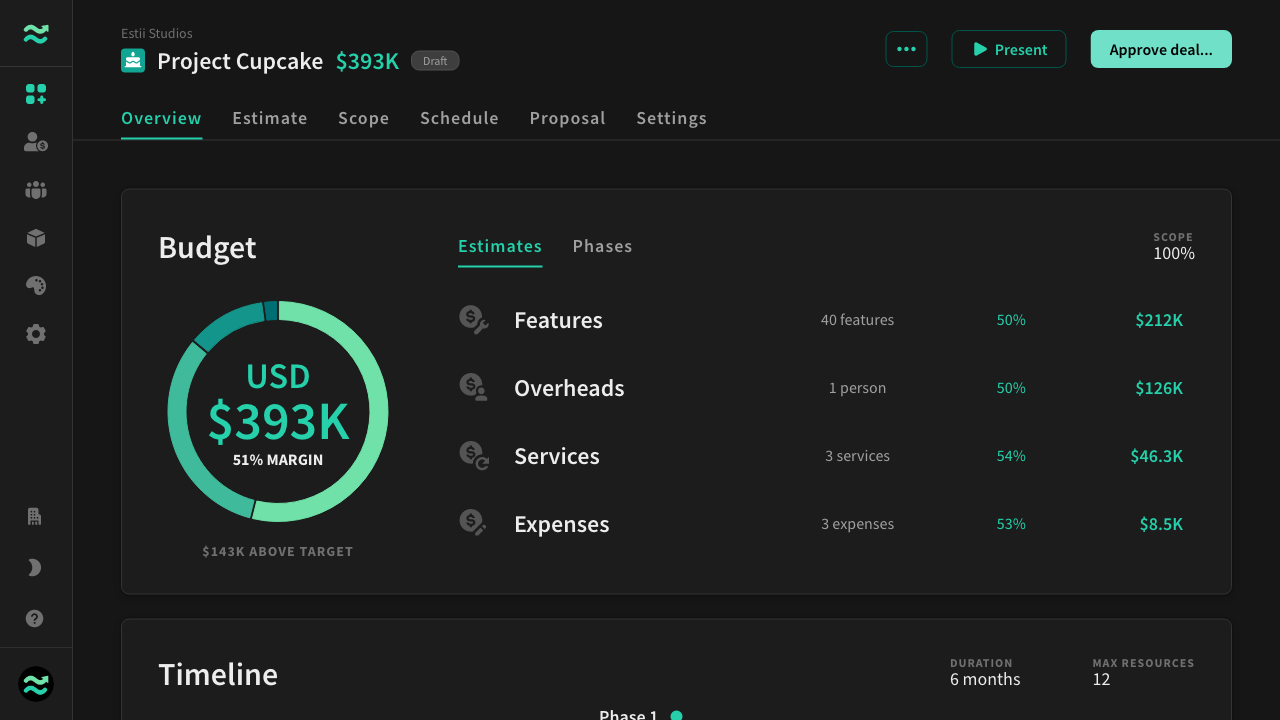 Estii Studios
Project Cupcake $393K Draft
Present
Approve deal...
Overview Estimate Scope Schedule Proposal Settings
Budget
USD
$393K
51% MARGIN
$143K ABOVE TARGET
Estimates Phases
SCOPE
100%
Features 40 features 50% $212K
Overheads 1 person 50% $126K
Services 3 services 54% $46.3K
Expenses 3 expenses 53% $8.5K
Timeline
DURATION
6 months
MAX RESOURCES
12
Phase 1